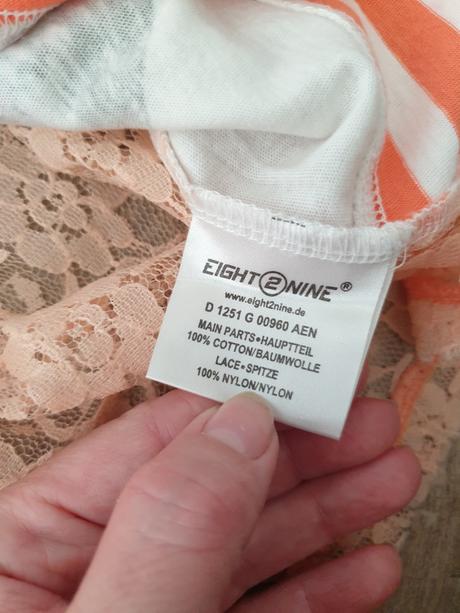 EIGHT2NINE®
www.eight2nine.de
D 1251 G 00960 AEN
MAIN PARTS•HAUPTTEIL
100% COTTON/BAUMWOLLE
LACE•SPITZE
100% NYLON/NYLON